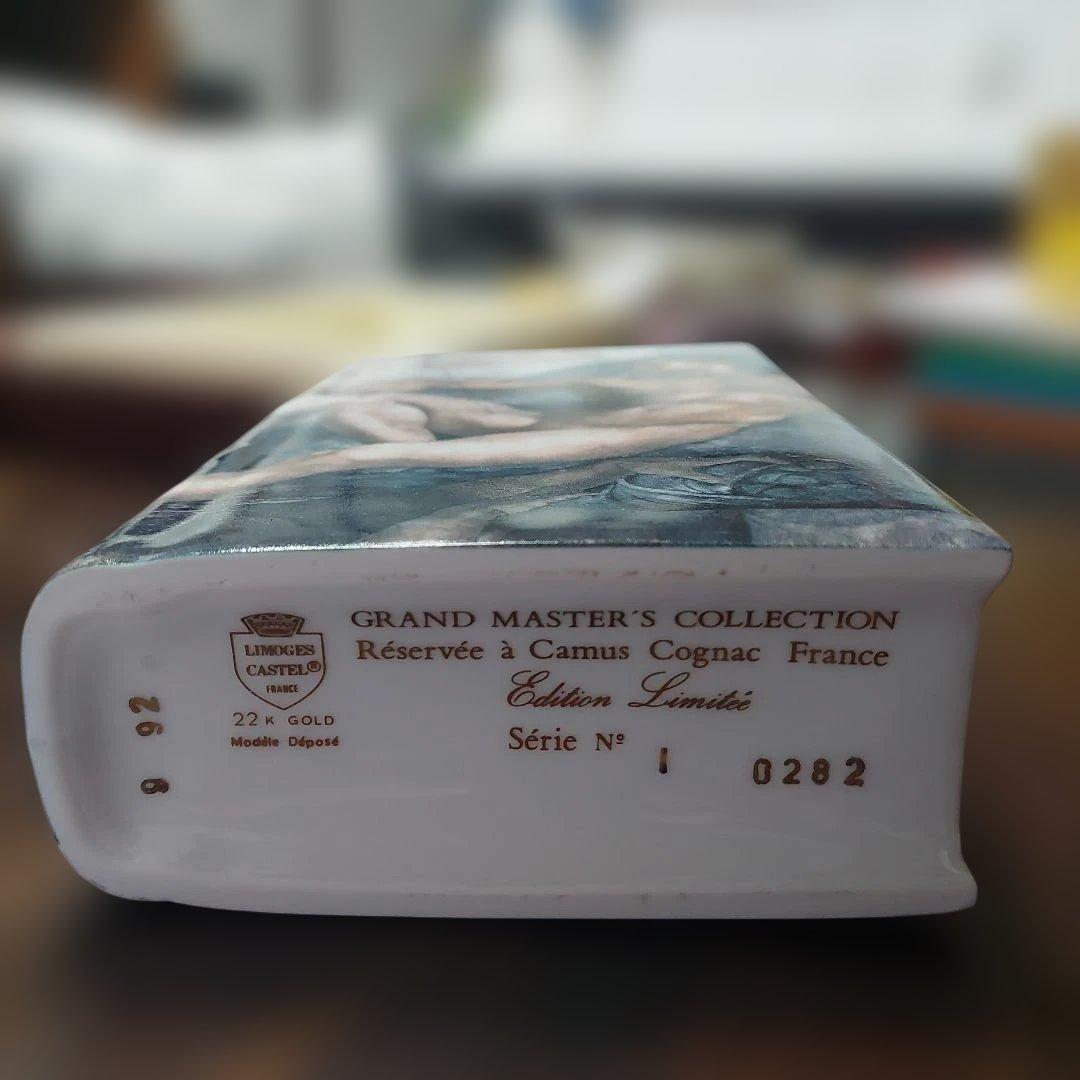 LIMOGES
CASTEL®
FRANCE
22 K GOLD
Modèle Déposé
GRAND MASTER´S COLLECTION
Réservée à Camus Cognac France
Edition Limitée
Série Nº I 0282
8 92